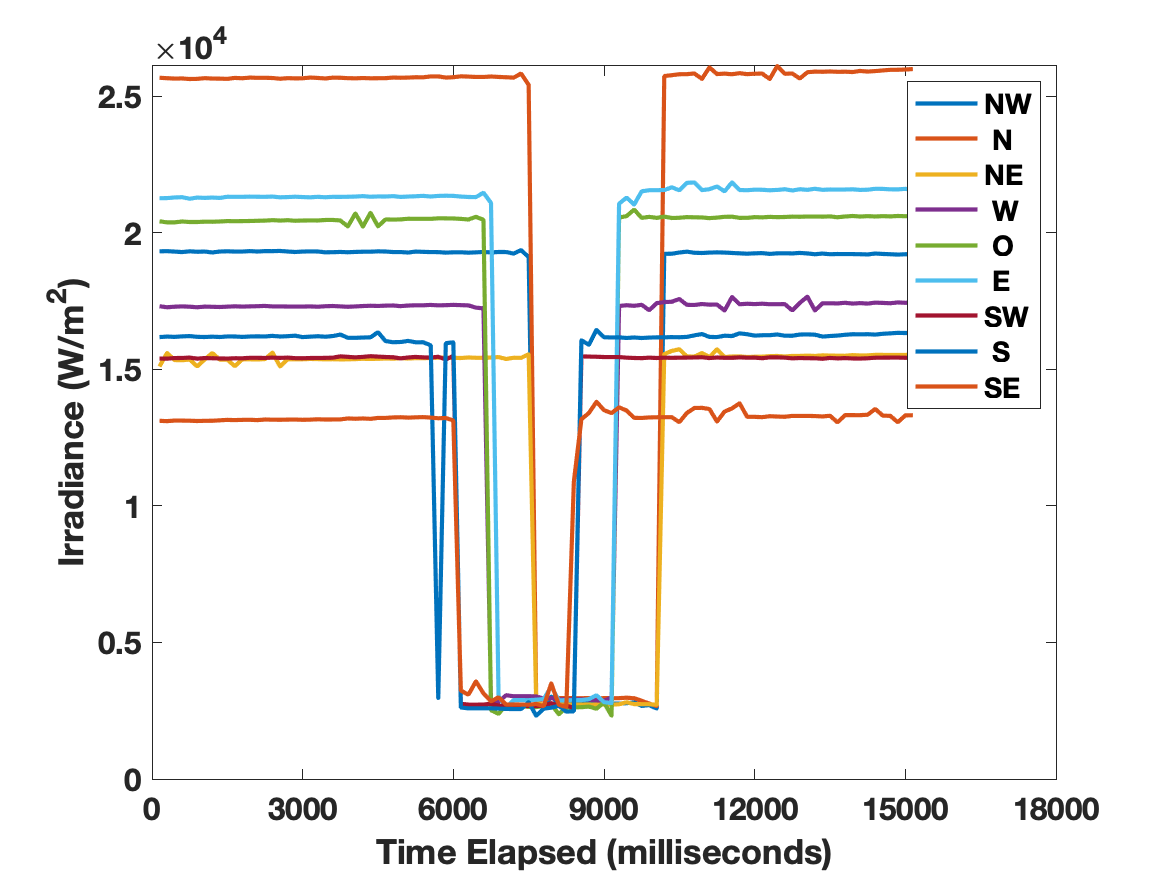 ×10⁴
2.5
2
1.5
1
0.5
0
Irradiance (W/m²)
0 3000 6000 9000 12000 15000 18000
Time Elapsed (milliseconds)
NW
N
NE
W
O
E
SW
S
SE